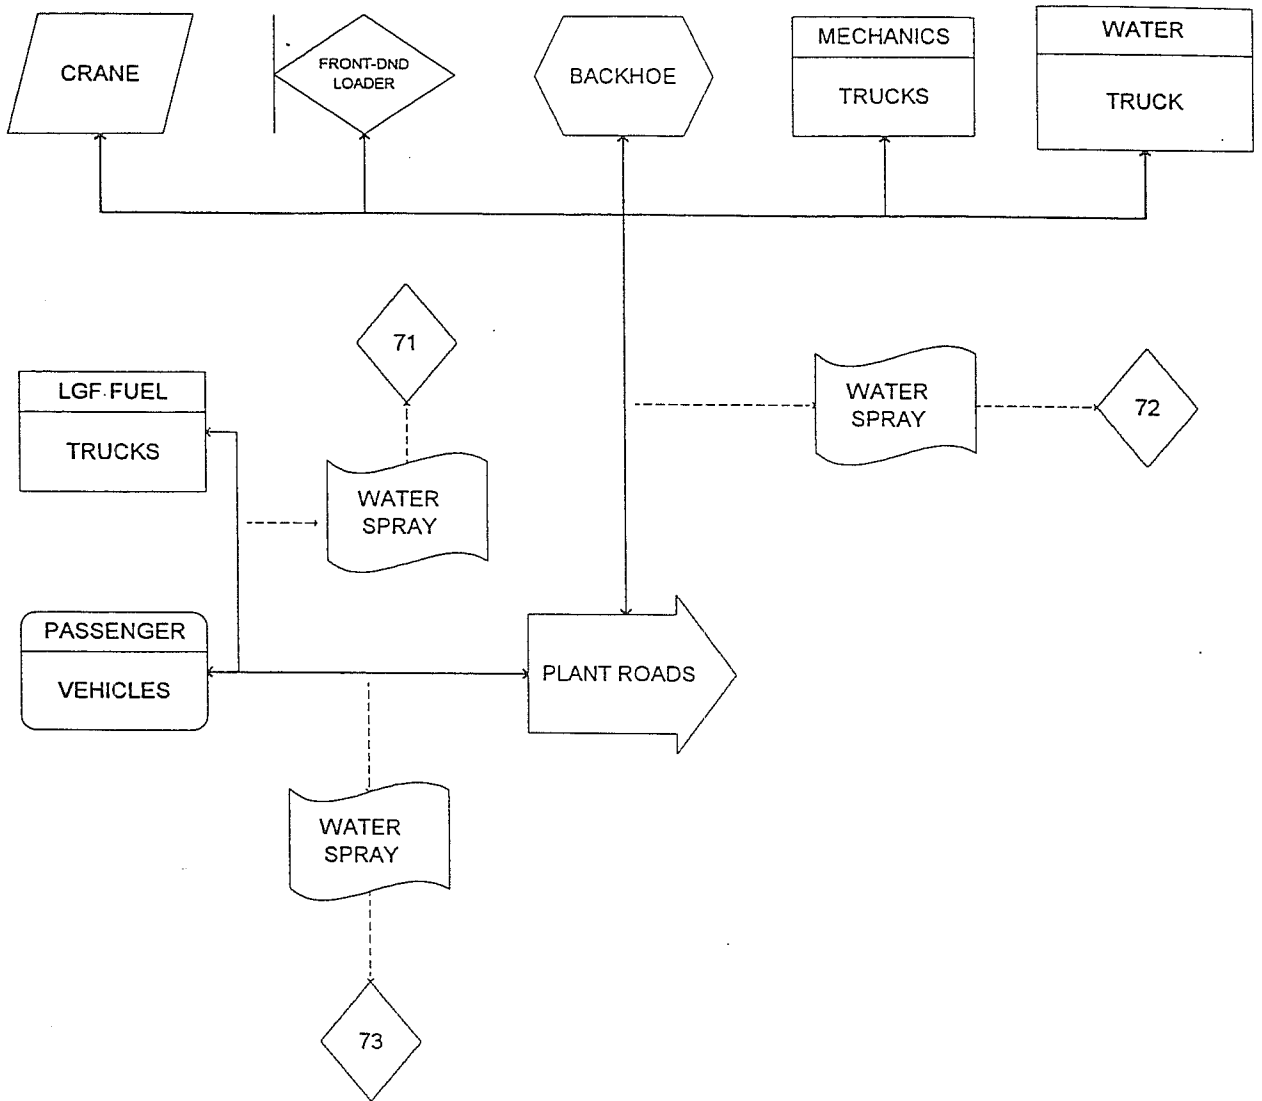 CRANE
FRONT-DND
LOADER
BACKHOE
MECHANICS
TRUCKS
WATER
TRUCK
71
LGF FUEL
TRUCKS
WATER
SPRAY
WATER
SPRAY
72
PASSENGER
VEHICLES
PLANT ROADS
WATER
SPRAY
73